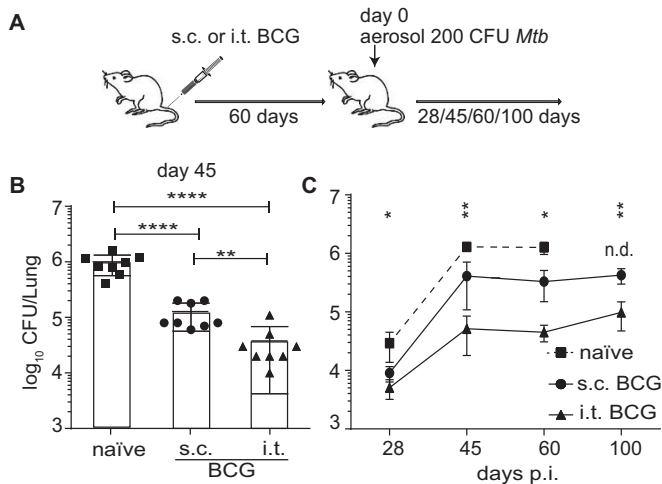 A
s.c. or i.t. BCG
day 0
aerosol 200 CFU Mtb
60 days
28/45/60/100 days
B
day 45
****
****
**
log₁₀ CFU/Lung
7
6
5
4
3
naïve
s.c.
i.t.
BCG
C
7
6
5
4
3
*
**
*
**
n.d.
naïve
s.c. BCG
i.t. BCG
28
45
60
100
days p.i.